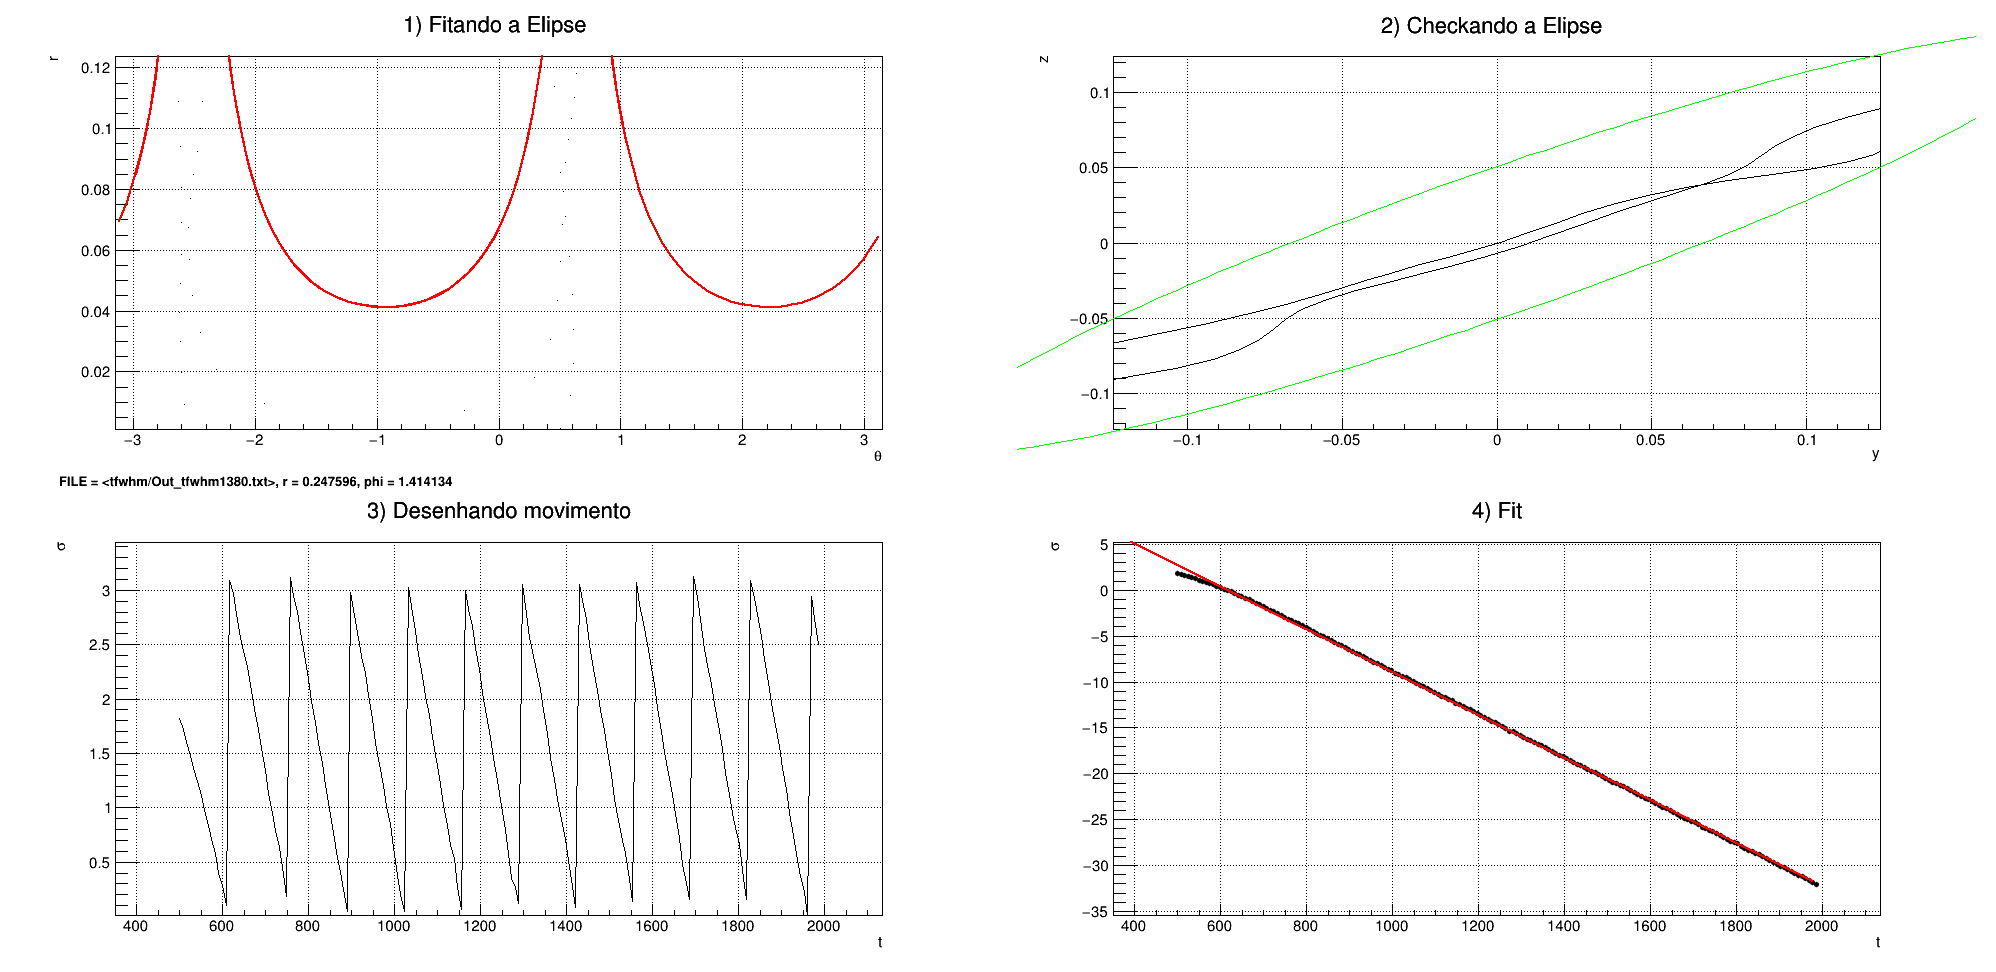 1) Fitando a Elipse
r
0.12
0.1
0.08
0.06
0.04
0.02
−3 −2 −1 0 1 2 3
θ
2) Checkando a Elipse
z
0.1
0.05
0
−0.05
−0.1
−0.1 −0.05 0 0.05 0.1
y
FILE = <tfwhm/Out_tfwhm1380.txt>, r = 0.247596, phi = 1.414134
3) Desenhando movimento
σ
3
2.5
2
1.5
1
0.5
400 600 800 1000 1200 1400 1600 1800 2000
t
4) Fit
σ
5
0
−5
−10
−15
−20
−25
−30
−35
400 600 800 1000 1200 1400 1600 1800 2000
t